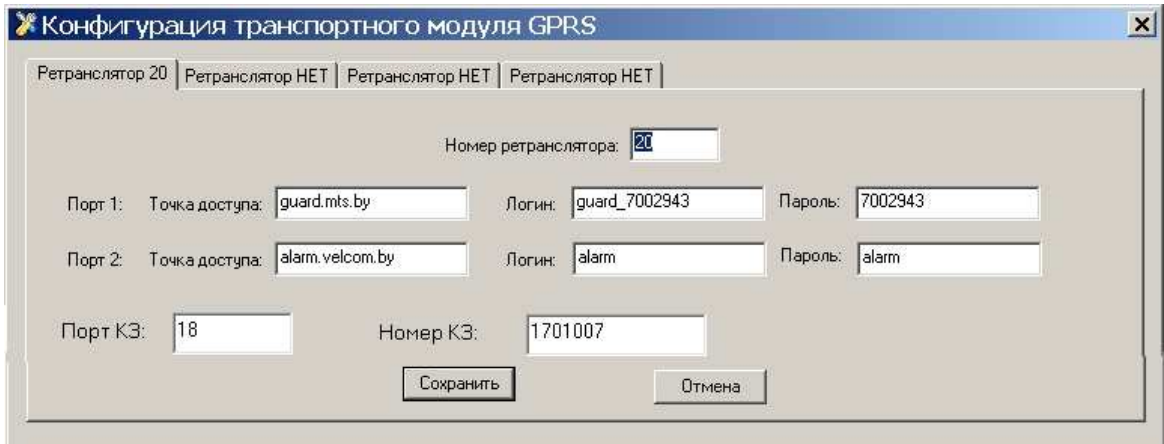 Конфигурация транспортного модуля GPRS
Ретранслятор 20 Ретранслятор НЕТ Ретранслятор НЕТ Ретранслятор НЕТ
Номер ретранслятора: 20
Порт 1: Точка доступа: guard.mts.by Логин: guard_7002943 Пароль: 7002943
Порт 2: Точка доступа: alarm.velcom.by Логин: alarm Пароль: alarm
Порт КЗ: 18 Номер КЗ: 1701007
Сохранить Отмена